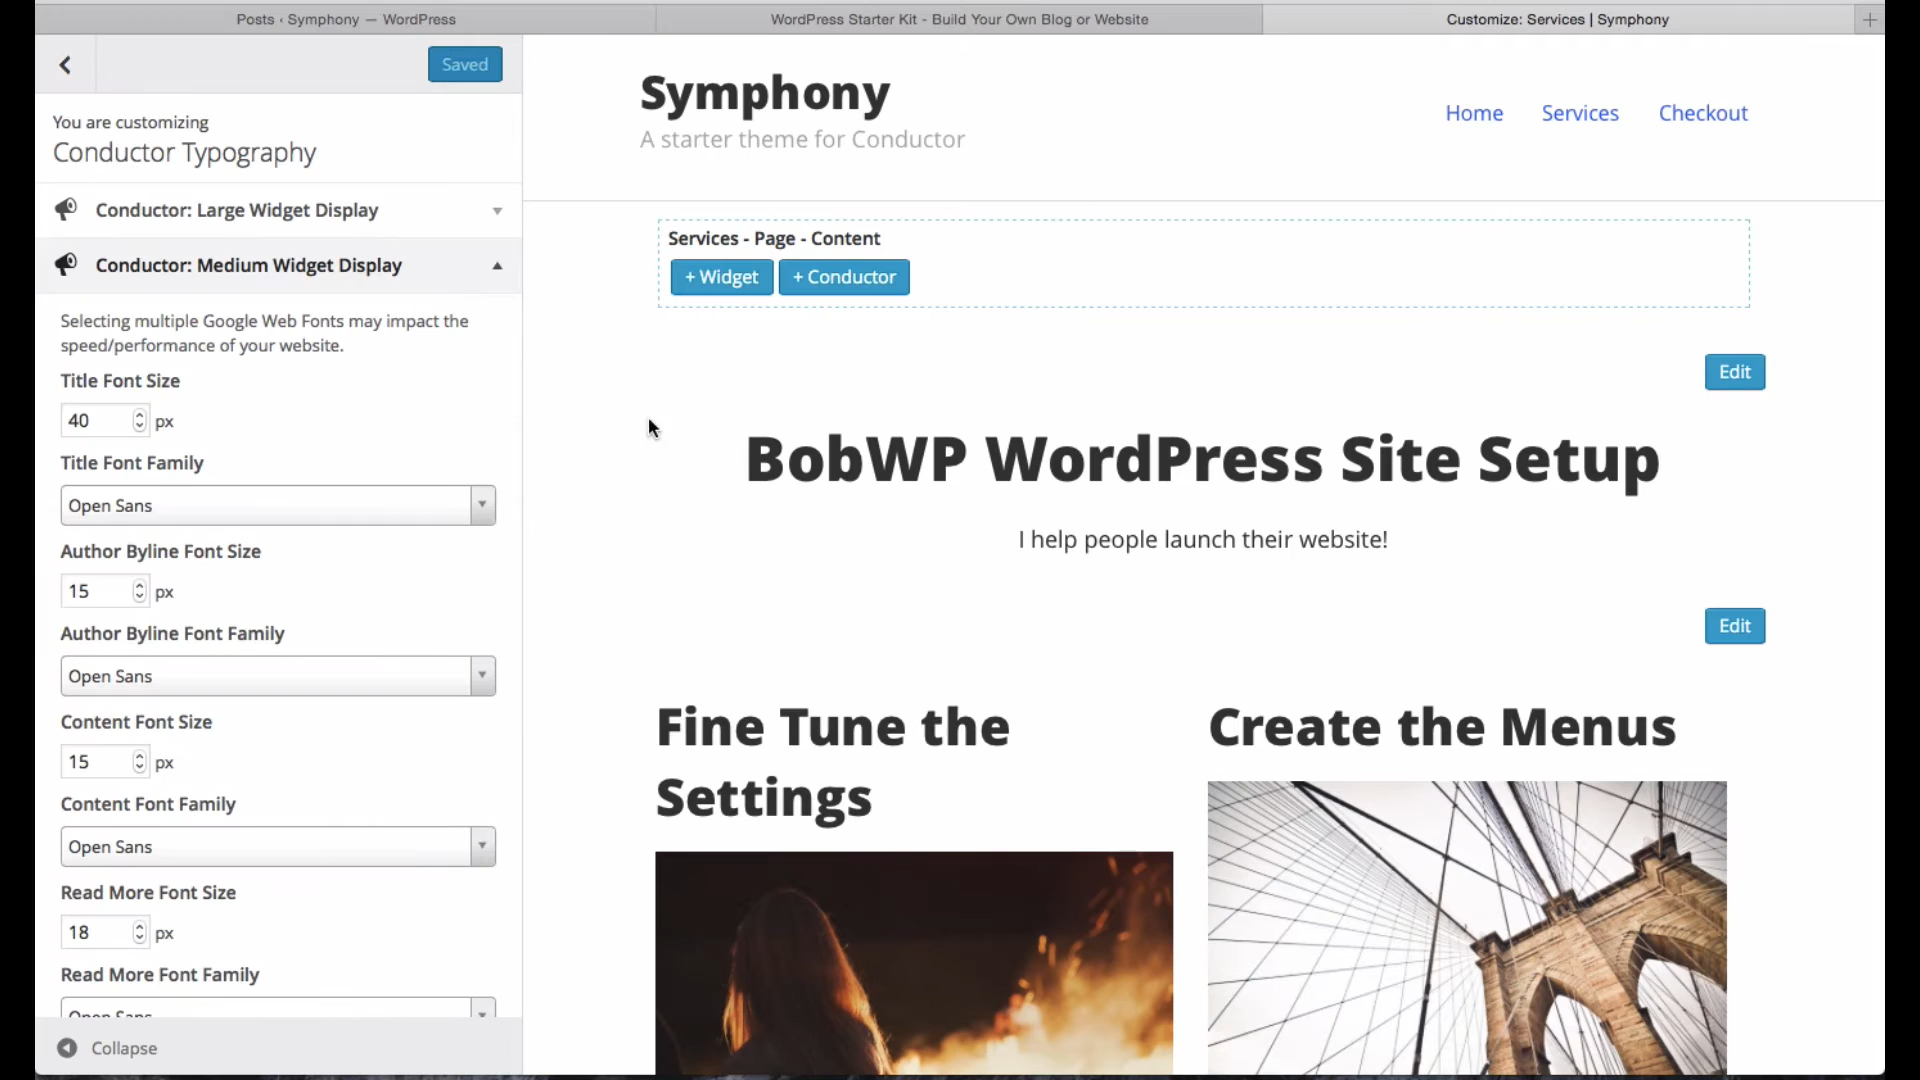 Posts ‹ Symphony — WordPress
WordPress Starter Kit - Build Your Own Blog or Website
Customize: Services | Symphony
Saved
You are customizing
Conductor Typography
Conductor: Large Widget Display
Conductor: Medium Widget Display
Selecting multiple Google Web Fonts may impact the
speed/performance of your website.
Title Font Size
40 px
Title Font Family
Open Sans
Author Byline Font Size
15 px
Author Byline Font Family
Open Sans
Content Font Size
15 px
Content Font Family
Open Sans
Read More Font Size
18 px
Read More Font Family
Open Sans
Collapse
Symphony
A starter theme for Conductor
Home Services Checkout
Services - Page - Content
+ Widget + Conductor
Edit
BobWP WordPress Site Setup
I help people launch their website!
Edit
Fine Tune the
Settings
Create the Menus